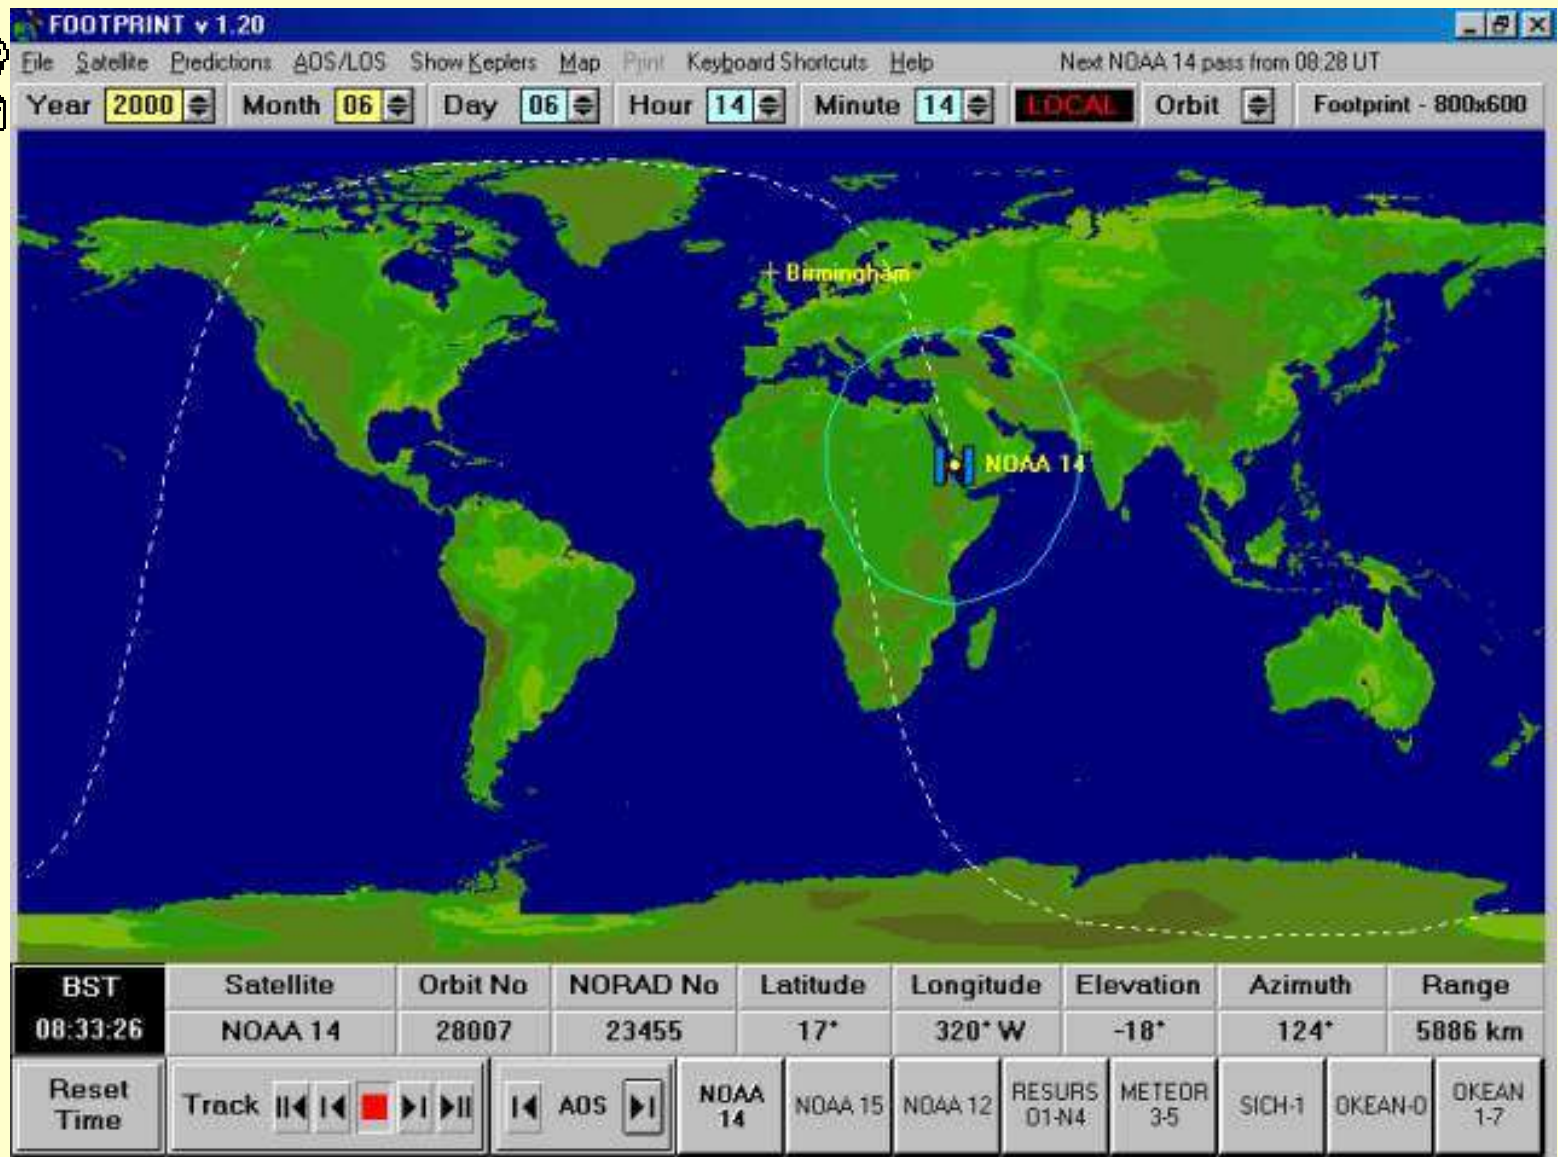 FOOTPRINT v 1.20
File Satellite Predictions AOS/LOS Show Keplers Map Print Keyboard Shortcuts Help Next NOAA 14 pass from 08:28 UT
Year 2000 Month 06 Day 06 Hour 14 Minute 14 LOCAL Orbit Footprint - 800x600
Birmingham
NOAA 14
BST Satellite Orbit No NORAD No Latitude Longitude Elevation Azimuth Range
08:33:26 NOAA 14 28007 23455 17° 320° W -18° 124° 5886 km
Reset Time Track AOS NOAA 14 NOAA 15 NOAA 12 RESURS O1-N4 METEOR 3-5 SICH-1 OKEAN-O OKEAN 1-7